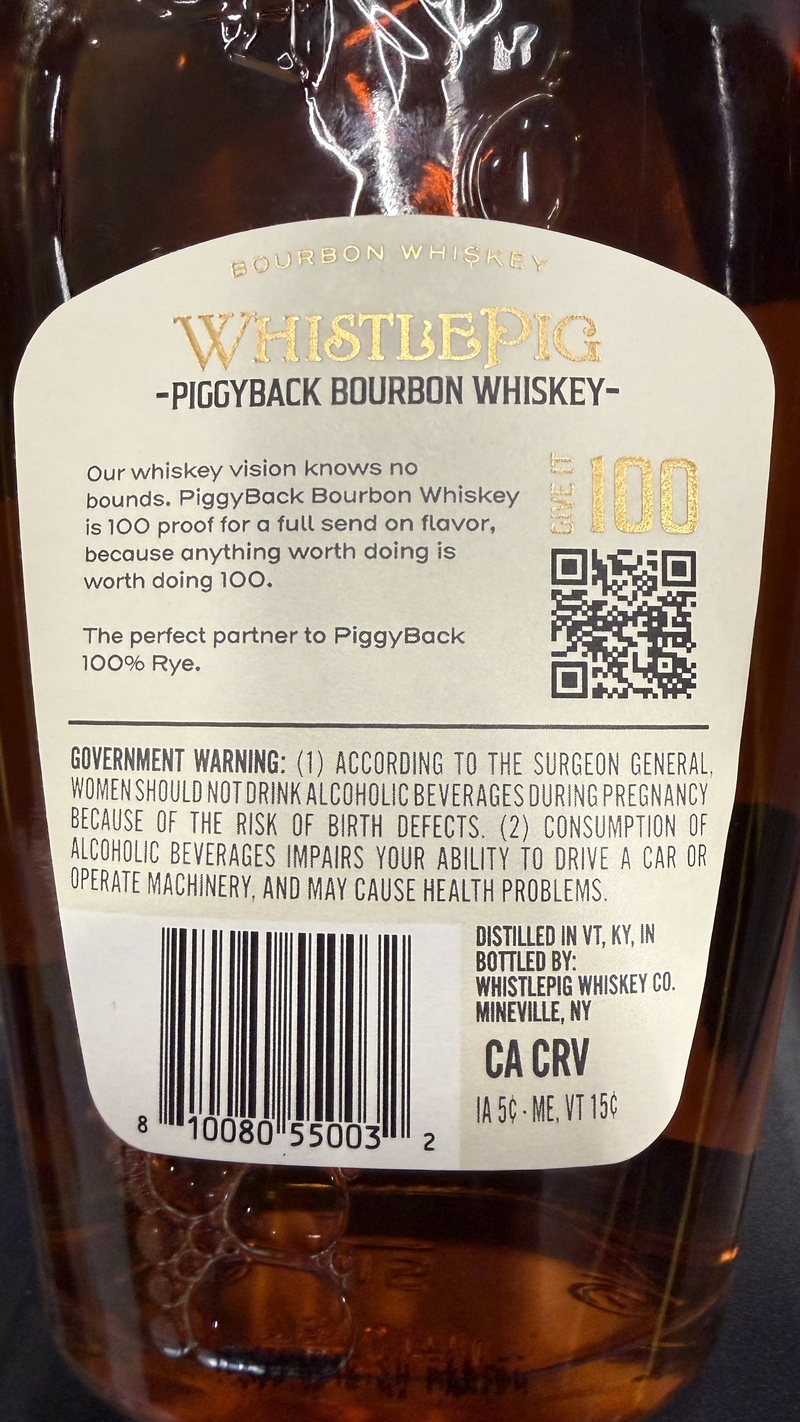 BOURBON WHISKEY
WHISTLEPIG
-PIGGYBACK BOURBON WHISKEY-
Our whiskey vision knows no
bounds. PiggyBack Bourbon Whiskey
is 100 proof for a full send on flavor,
because anything worth doing is
worth doing 100.
The perfect partner to PiggyBack
100% Rye.
GIVE IT 100
GOVERNMENT WARNING: (1) ACCORDING TO THE SURGEON GENERAL,
WOMEN SHOULD NOT DRINK ALCOHOLIC BEVERAGES DURING PREGNANCY
BECAUSE OF THE RISK OF BIRTH DEFECTS. (2) CONSUMPTION OF
ALCOHOLIC BEVERAGES IMPAIRS YOUR ABILITY TO DRIVE A CAR OR
OPERATE MACHINERY, AND MAY CAUSE HEALTH PROBLEMS.
8 10080 55003 2
DISTILLED IN VT, KY, IN
BOTTLED BY:
WHISTLEPIG WHISKEY CO.
MINEVILLE, NY
CA CRV
IA 5¢ · ME, VT 15¢